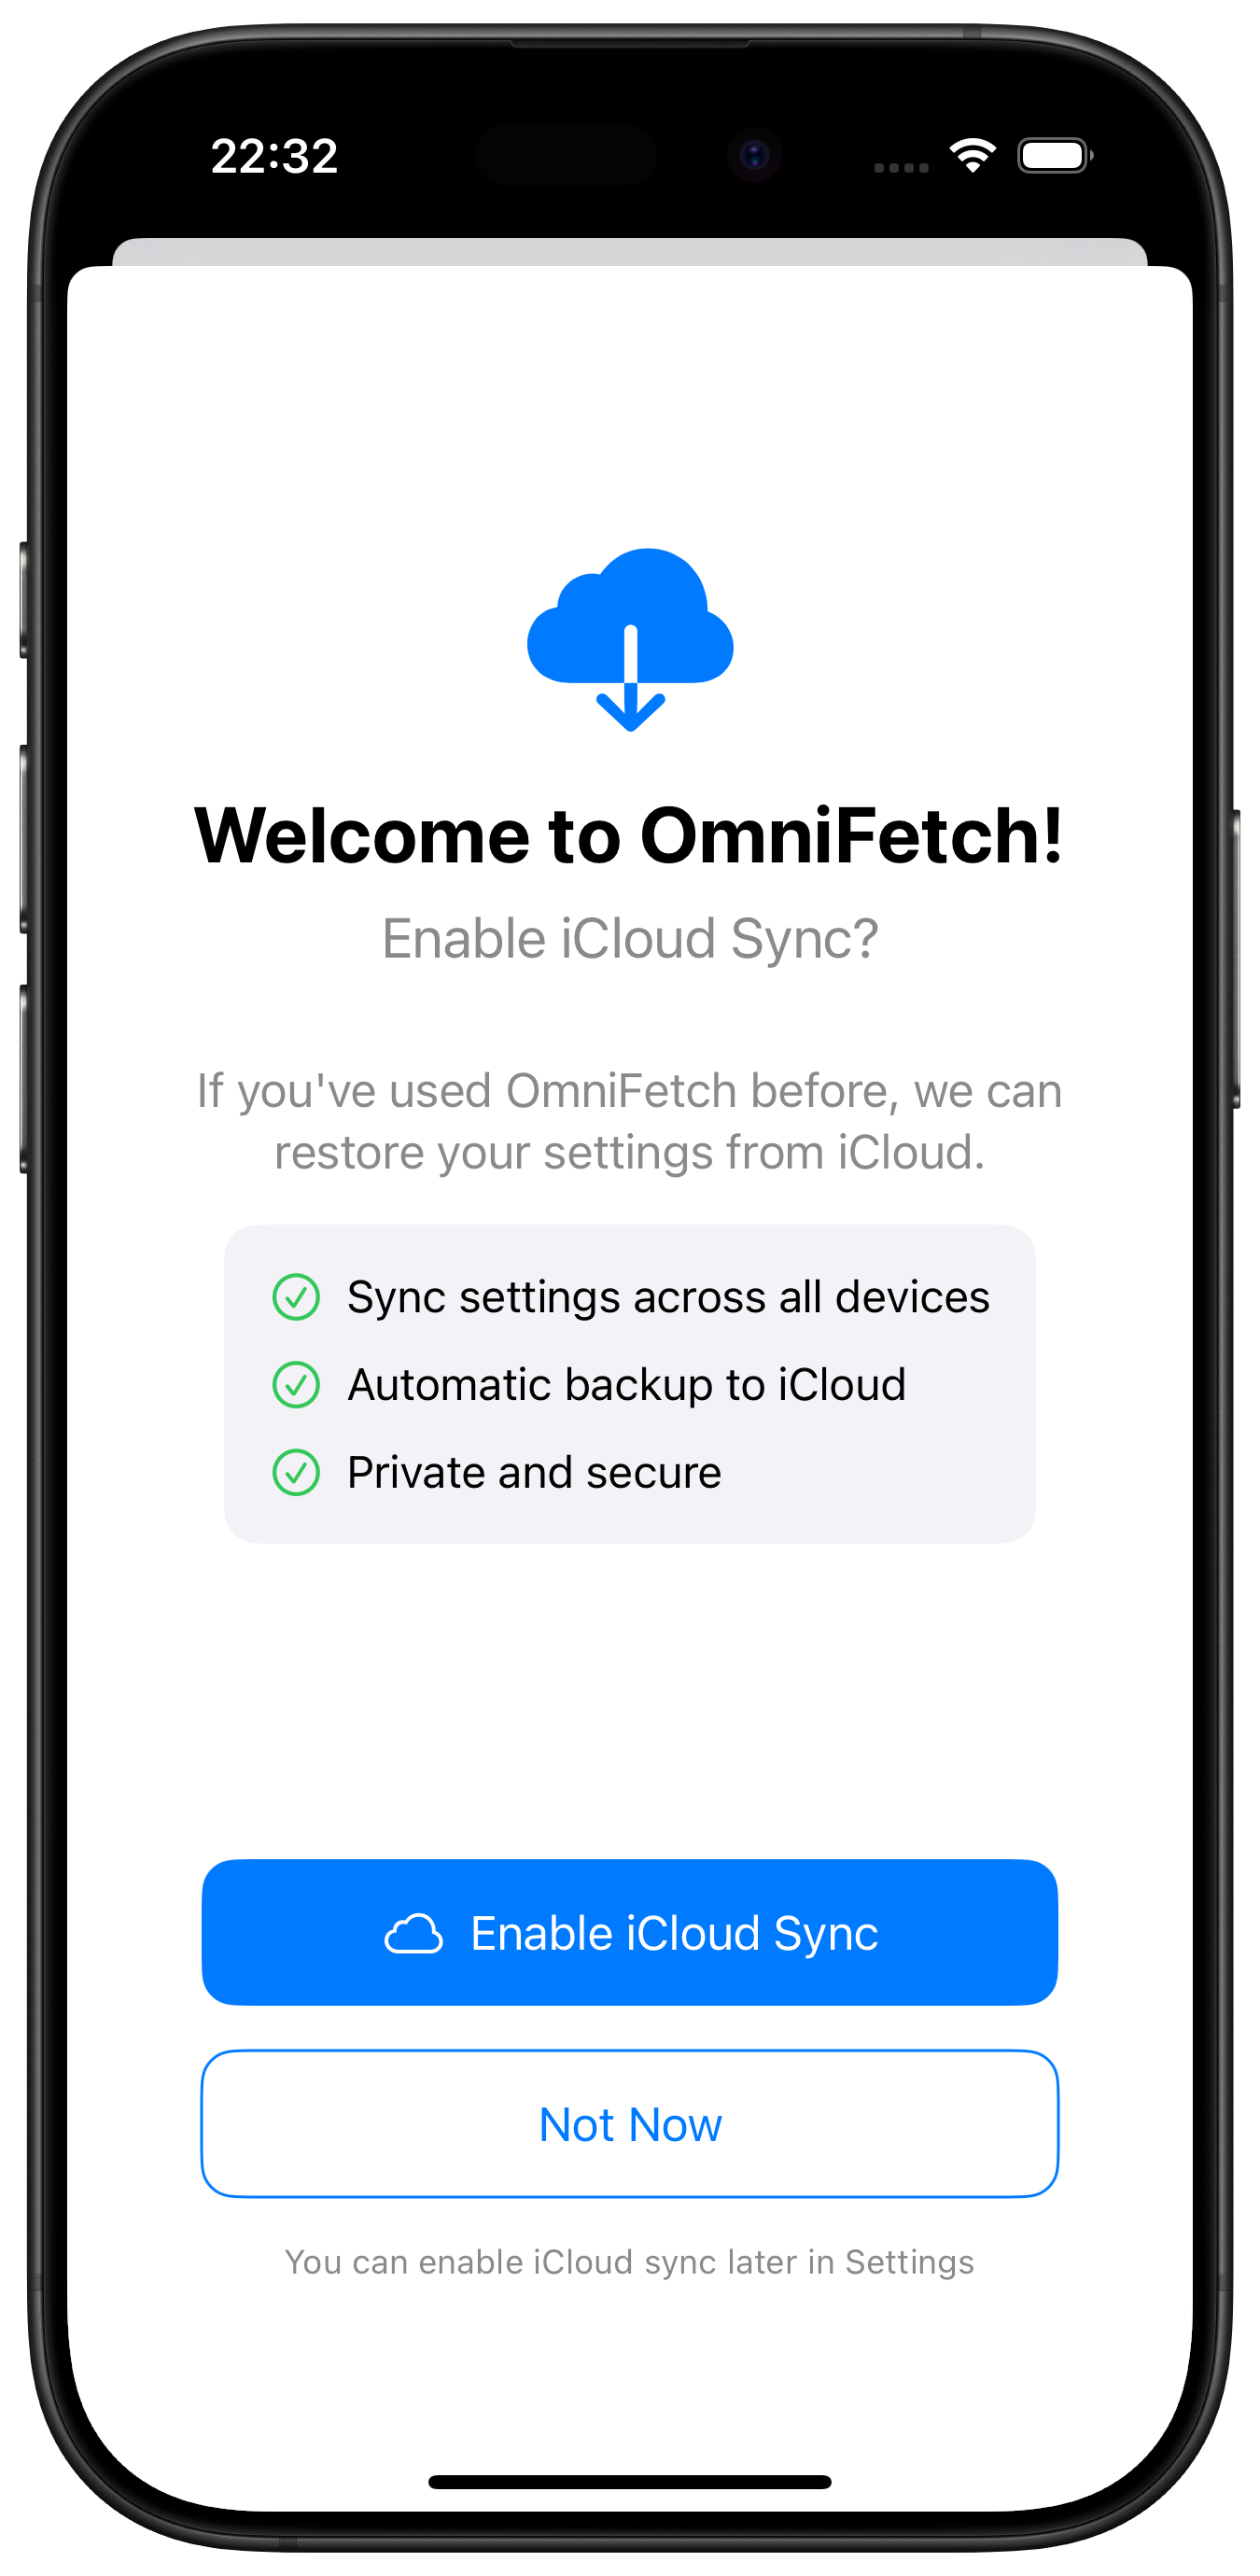 22:32
Welcome to OmniFetch!
Enable iCloud Sync?
If you've used OmniFetch before, we can
restore your settings from iCloud.
Sync settings across all devices
Automatic backup to iCloud
Private and secure
Enable iCloud Sync
Not Now
You can enable iCloud sync later in Settings